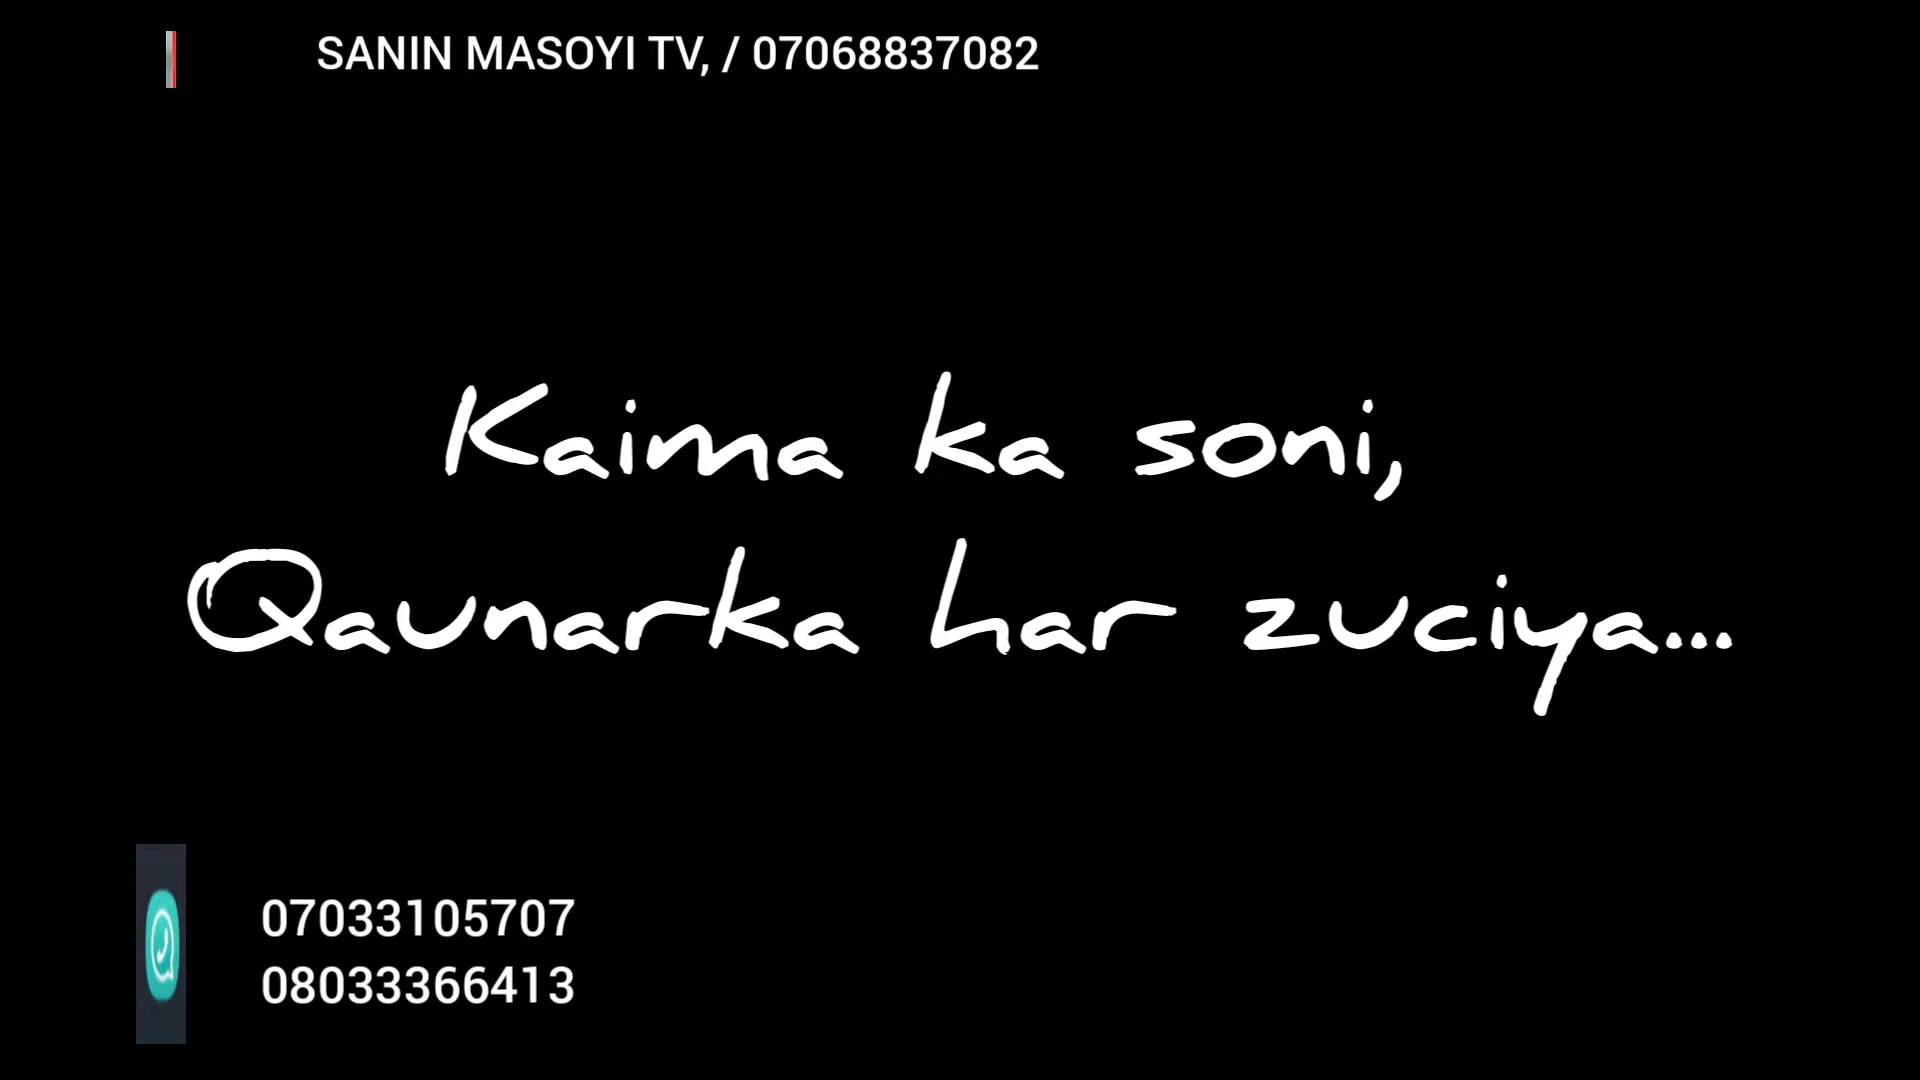 SANIN MASOYI TV, / 07068837082
Kaima ka soni,
Qaunarka har zuciya...
07033105707
08033366413